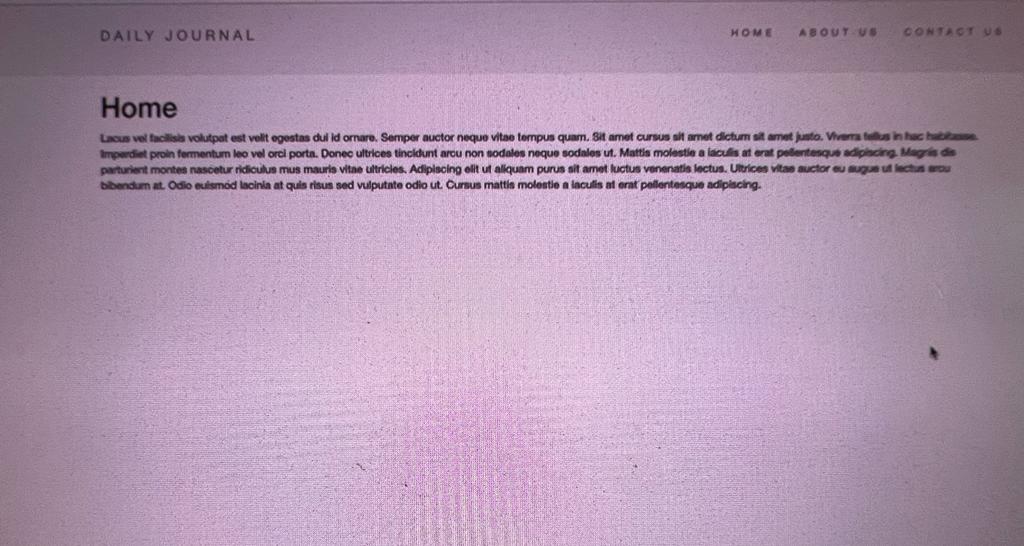 DAILY JOURNAL
HOME ABOUT US CONTACT US
Home
Lacus vel facilisis volutpat est velit egestas dui id ornare. Semper auctor neque vitae tempus quam. Sit amet cursus sit amet dictum sit amet justo. Viverra tellus in hac habitasse.
Imperdiet proin fermentum leo vel orci porta. Donec ultrices tincidunt arcu non sodales neque sodales ut. Mattis molestie a iaculis at erat pellentesque adipiscing. Magnis dis
parturient montes nascetur ridiculus mus mauris vitae ultricies. Adipiscing elit ut aliquam purus sit amet luctus venenatis lectus. Ultrices vitae auctor eu augue ut lectus arcu
bibendum at. Odio euismod lacinia at quis risus sed vulputate odio ut. Cursus mattis molestie a iaculis at erat pellentesque adipiscing.